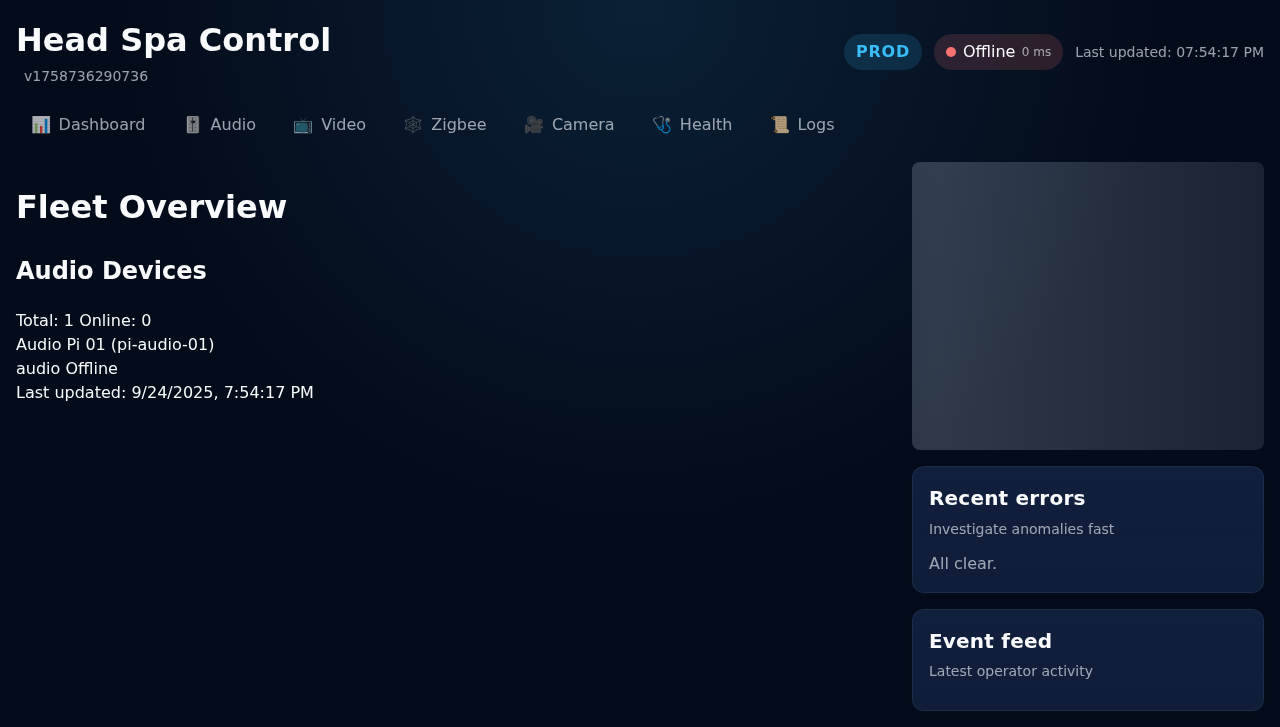 Head Spa Control
v1758736290736
PROD
Offline 0 ms
Last updated: 07:54:17 PM
Dashboard
Audio
Video
Zigbee
Camera
Health
Logs
Fleet Overview
Audio Devices
Total: 1 Online: 0
Audio Pi 01 (pi-audio-01)
audio Offline
Last updated: 9/24/2025, 7:54:17 PM
Recent errors
Investigate anomalies fast
All clear.
Event feed
Latest operator activity